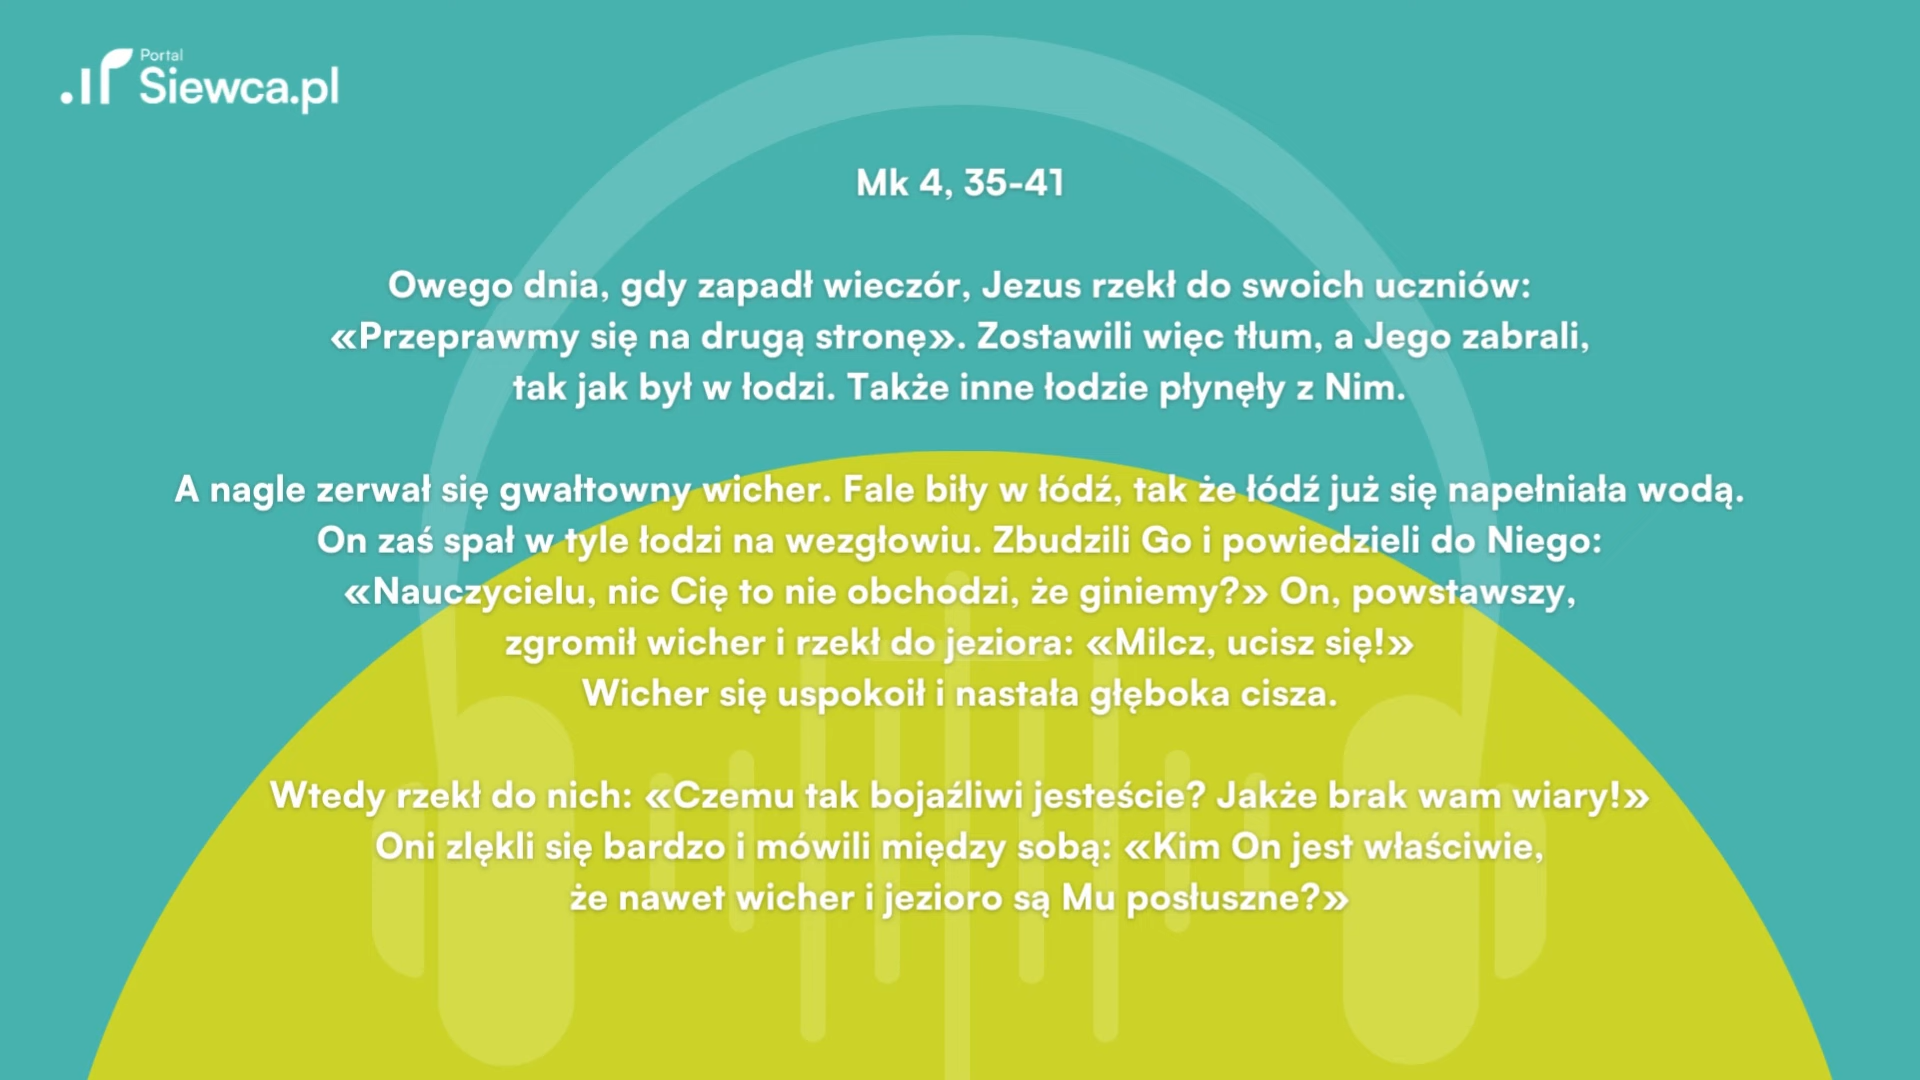 Portal
Siewca.pl
Mk 4, 35-41
Owego dnia, gdy zapadł wieczór, Jezus rzekł do swoich uczniów:
«Przeprawmy się na drugą stronę». Zostawili więc tłum, a Jego zabrali,
tak jak był w łodzi. Także inne łodzie płynęły z Nim.
A nagle zerwał się gwałtowny wicher. Fale biły w łódź, tak że łódź już się napełniała wodą.
On zaś spał w tyle łodzi na wezgłowiu. Zbudzili Go i powiedzieli do Niego:
«Nauczycielu, nic Cię to nie obchodzi, że giniemy?» On, powstawszy,
zgromił wicher i rzekł do jeziora: «Milcz, ucisz się!»
Wicher się uspokoił i nastała głęboka cisza.
Wtedy rzekł do nich: «Czemu tak bojaźliwi jesteście? Jakże brak wam wiary!»
Oni zlękli się bardzo i mówili między sobą: «Kim On jest właściwie,
że nawet wicher i jezioro są Mu posłuszne?»